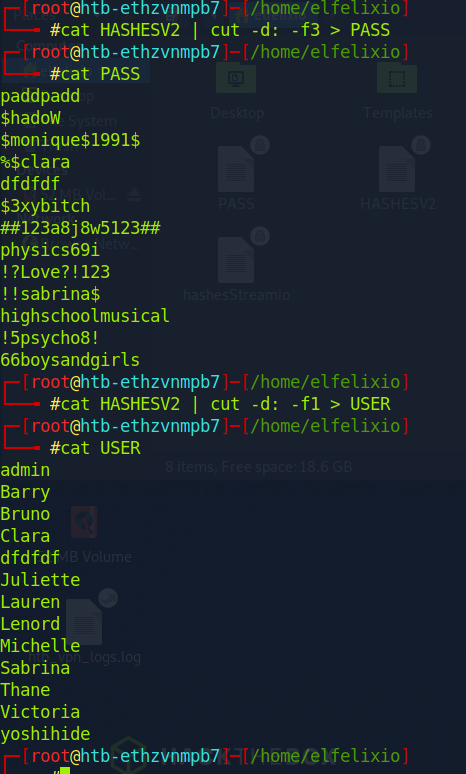 ┌─[root@htb-ethzvnmpb7]─[/home/elfelixio]
└──╼ #cat HASHESV2 | cut -d: -f3 > PASS
┌─[root@htb-ethzvnmpb7]─[/home/elfelixio]
└──╼ #cat PASS
paddpadd
$hadoW
$monique$1991$
%$clara
dfdfdf
$3xybitch
##123a8j8w5123##
physics69i
!?Love?!123
!!sabrina$
highschoolmusical
!5psycho8!
66boysandgirls
┌─[root@htb-ethzvnmpb7]─[/home/elfelixio]
└──╼ #cat HASHESV2 | cut -d: -f1 > USER
┌─[root@htb-ethzvnmpb7]─[/home/elfelixio]
└──╼ #cat USER
admin
Barry
Bruno
Clara
dfdfdf
Juliette
Lauren
Lenord
Michelle
Sabrina
Thane
Victoria
yoshihide
┌─[root@htb-ethzvnmpb7]─[/home/elfelixio]
└──╼ #
Desktop
Templates
PASS
HASHESV2
hashesStreamio
8 items, Free space: 18.6 GB
MB Volume
vpn_logs.log
HACKTHEBOX